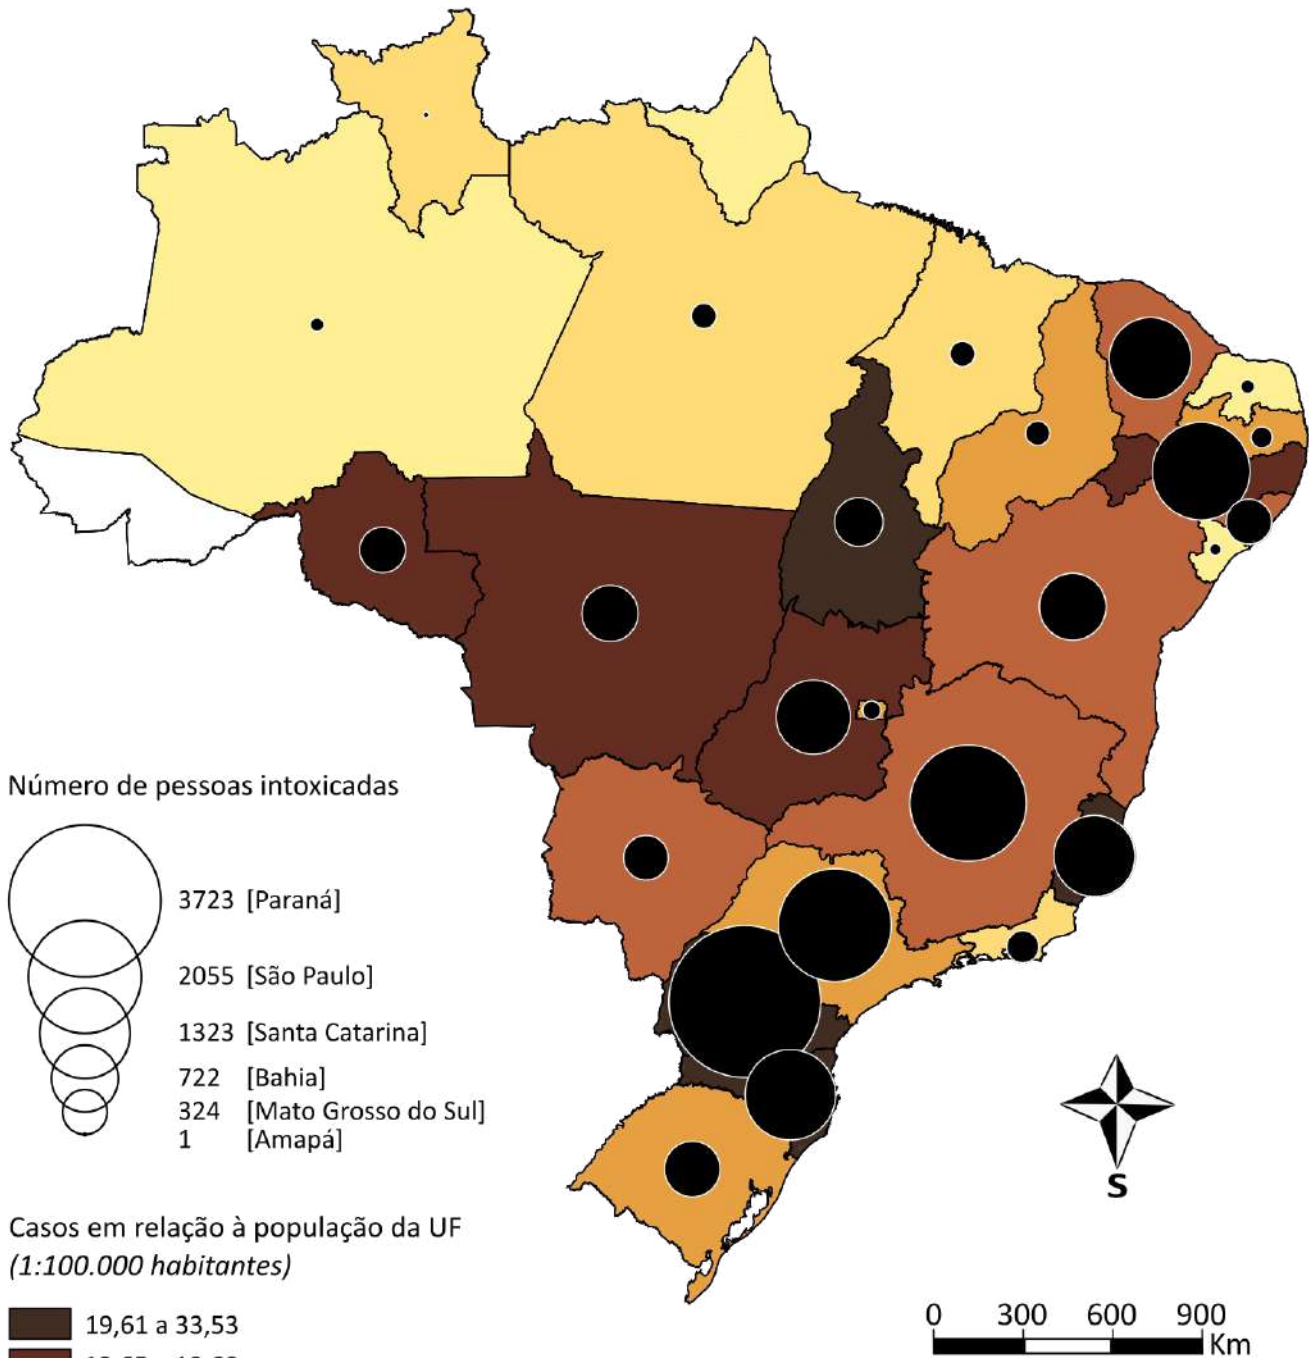 Número de pessoas intoxicadas
3723 [Paraná]
2055 [São Paulo]
1323 [Santa Catarina]
722 [Bahia]
324 [Mato Grosso do Sul]
1 [Amapá]
S
Casos em relação à população da UF
(1:100.000 habitantes)
19,61 a 33,53
0 300 600 900
Km